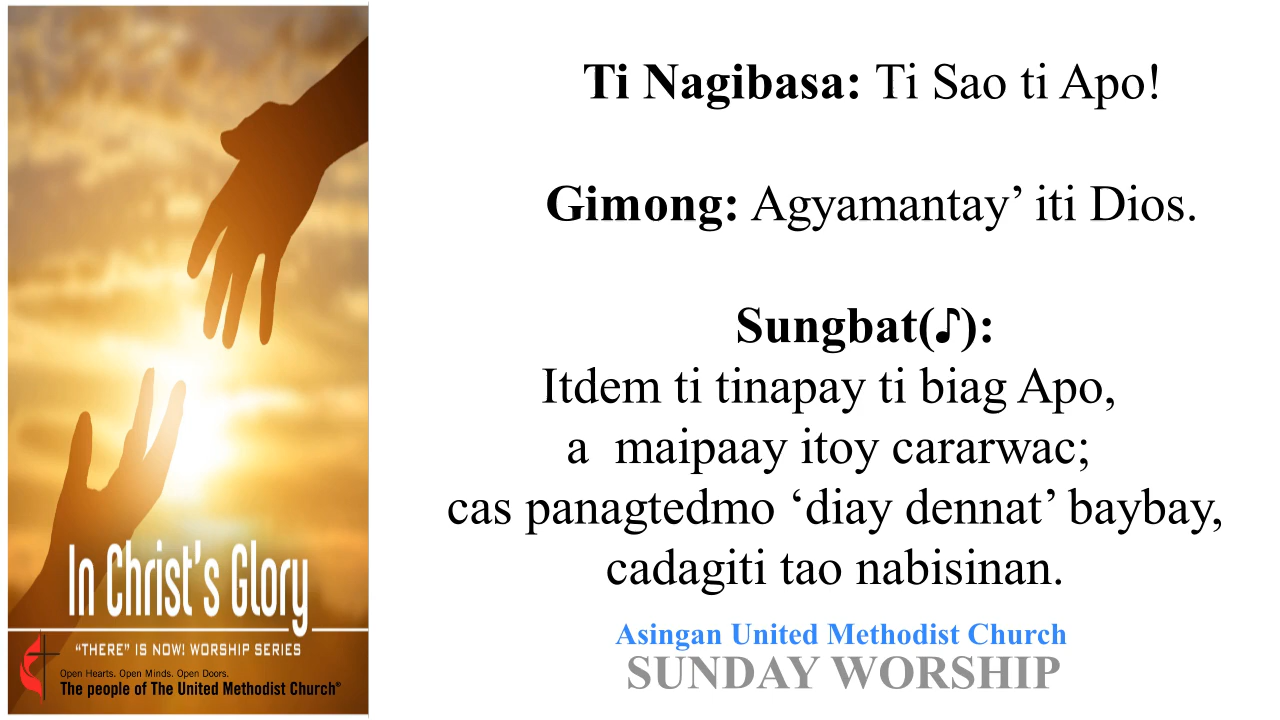 In Christ's Glory
“THERE” IS NOW! WORSHIP SERIES
Open Hearts. Open Minds. Open Doors.
The people of The United Methodist Church®
Ti Nagibasa: Ti Sao ti Apo!
Gimong: Agyamantay’ iti Dios.
Sungbat(♪):
Itdem ti tinapay ti biag Apo,
a maipaay itoy cararwac;
cas panagtedmo ‘diay dennat’ baybay,
cadagiti tao nabisinan.
Asingan United Methodist Church
SUNDAY WORSHIP